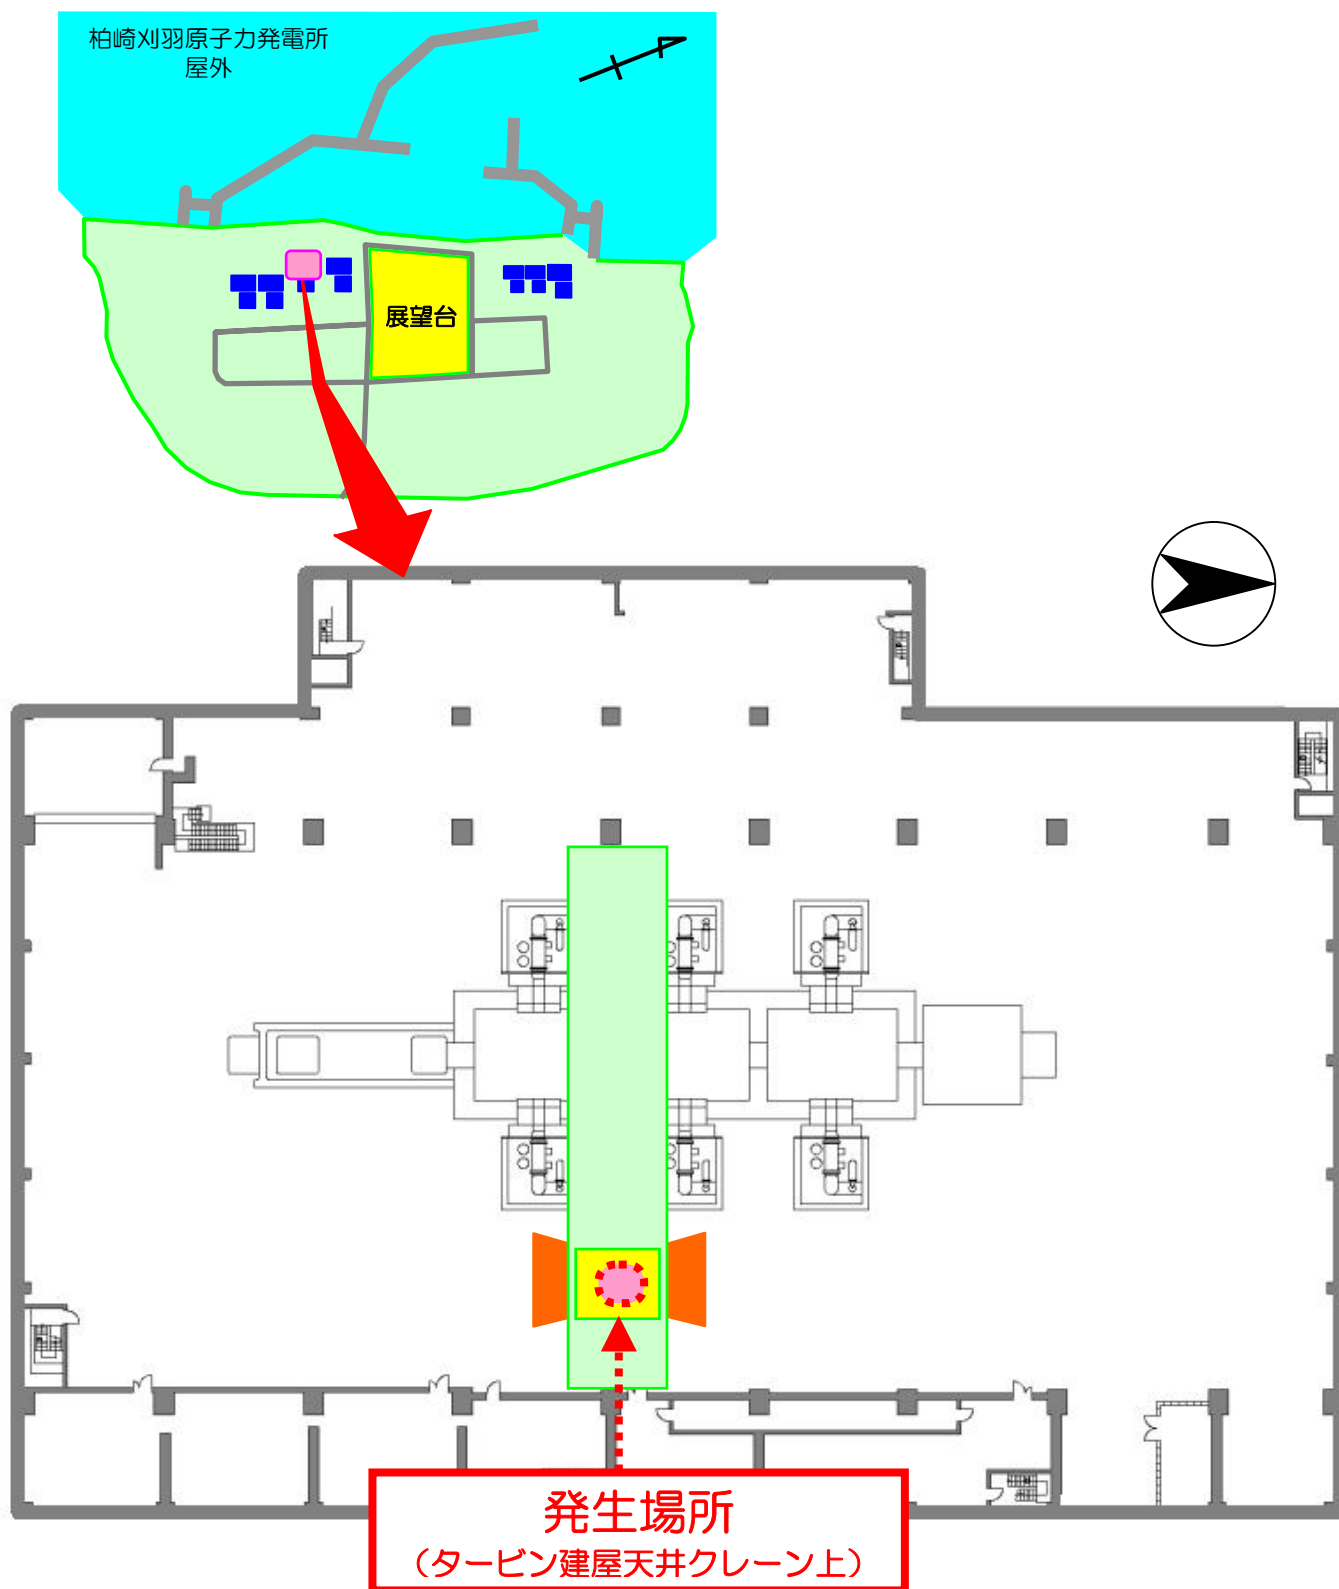 柏崎刈羽原子力発電所
屋外
展望台
発生場所
（タービン建屋天井クレーン上）